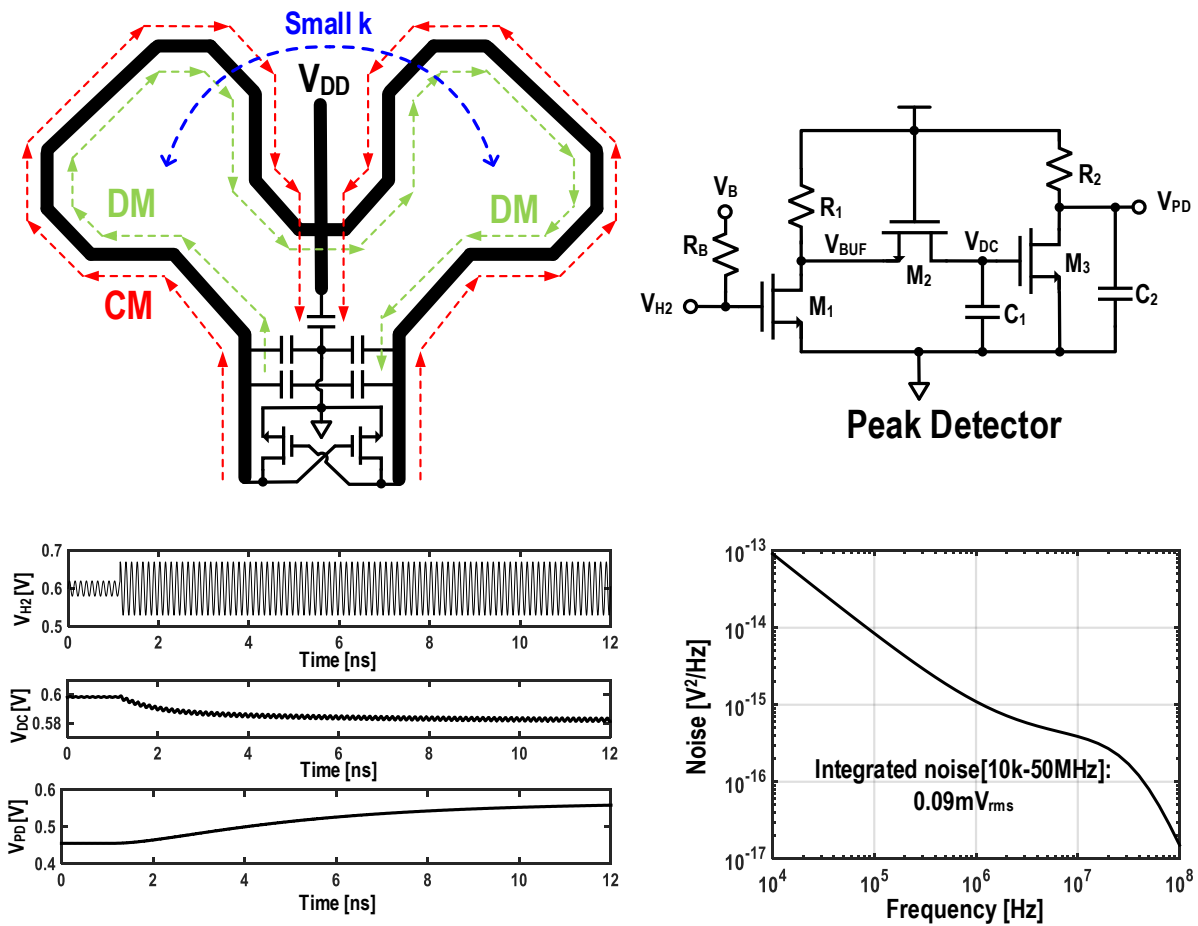 Small k
VDD
DM
DM
CM
VB
RB
VH2
R1
VBUF
M1
M2
VDC
C1
R2
M3
VPD
C2
Peak Detector
VH2 [V]
0.7
0.6
0.5
0 2 4 6 8 10 12
Time [ns]
VDC [V]
0.6
0.58
0 2 4 6 8 10 12
Time [ns]
VPD [V]
0.6
0.5
0.4
0 2 4 6 8 10 12
Time [ns]
Noise [V²/Hz]
10⁻¹³
10⁻¹⁴
10⁻¹⁵
10⁻¹⁶
10⁻¹⁷
Integrated noise[10k-50MHz]:
0.09mVrms
10⁴ 10⁵ 10⁶ 10⁷ 10⁸
Frequency [Hz]